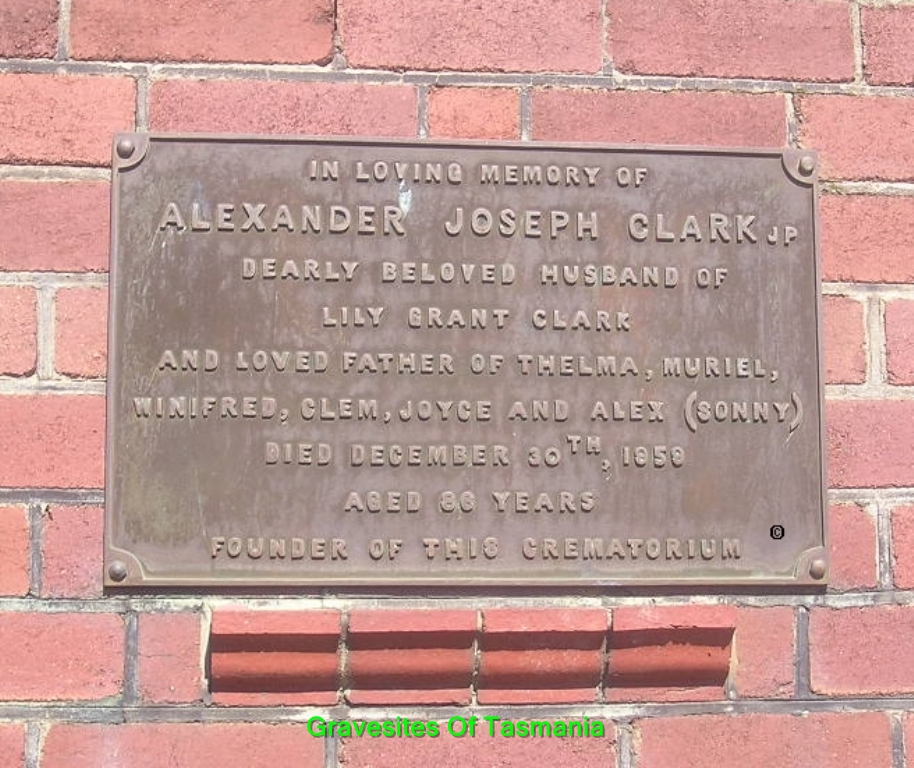 IN LOVING MEMORY OF
ALEXANDER JOSEPH CLARK JP
DEARLY BELOVED HUSBAND OF
LILY GRANT CLARK
AND LOVED FATHER OF THELMA, MURIEL,
WINIFRED, CLEM, JOYCE AND ALEX (SONNY)
DIED DECEMBER 30TH, 1959
AGED 86 YEARS
FOUNDER OF THIS CREMATORIUM
©
Gravesites Of Tasmania